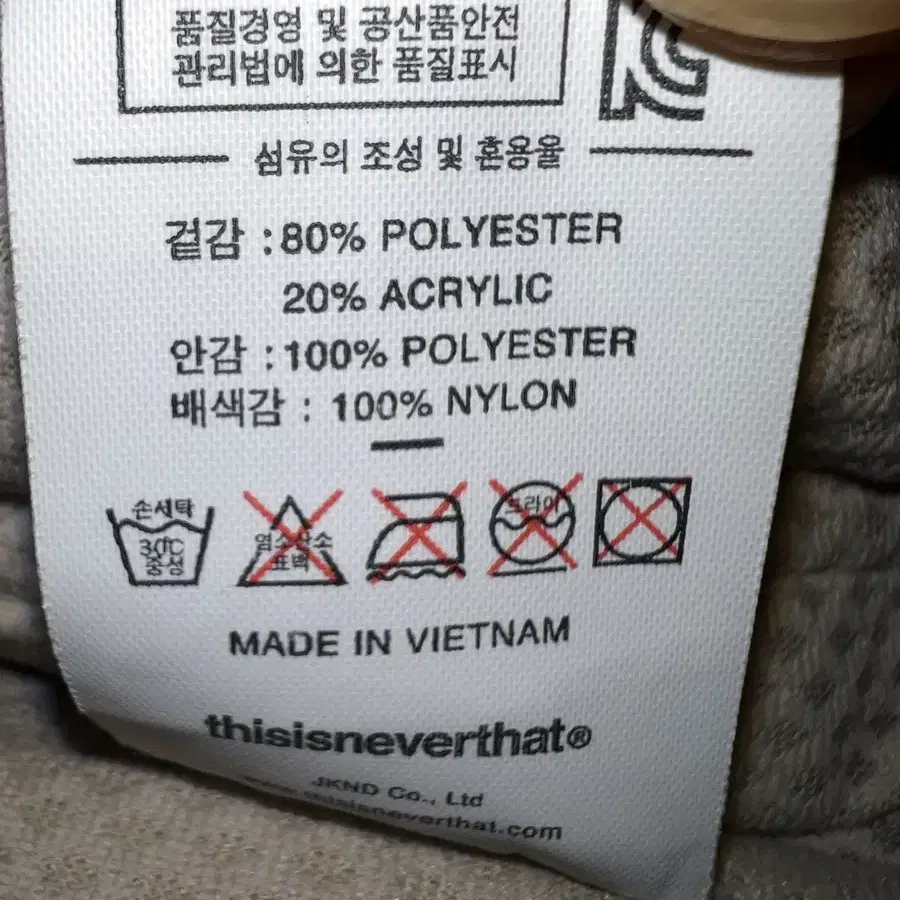 품질경영 및 공산품안전
관리법에 의한 품질표시
섬유의 조성 및 혼용율
겉감 : 80% POLYESTER
20% ACRYLIC
안감 : 100% POLYESTER
배색감 : 100% NYLON
손세탁
30℃
중성
염소산소
표백
드라이
MADE IN VIETNAM
thisisneverthat®
JKND Co., Ltd
www.thisisneverthat.com